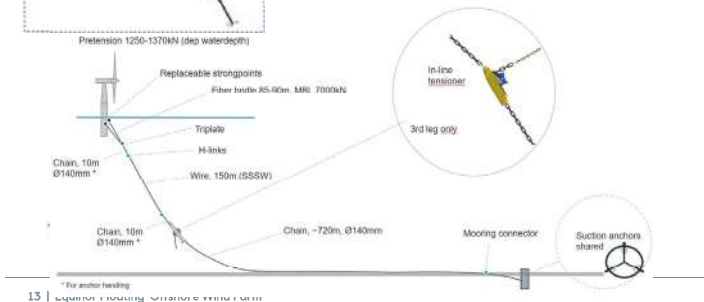 Pretension 1250-1370kN (dep waterdepth)
Replaceable strongpoints
Fiber bridle 85-90m, MBL 7000kN
Triplate
H-links
Chain, 10m
Ø140mm *
Wire, 150m (SSSW)
In-line
tensioner
3rd leg only
Chain, 10m
Ø140mm *
Chain, ~720m, Ø140mm
Mooring connector
Suction anchors
shared
* For anchor handling
13 | Equinor Floating Offshore Wind Farm